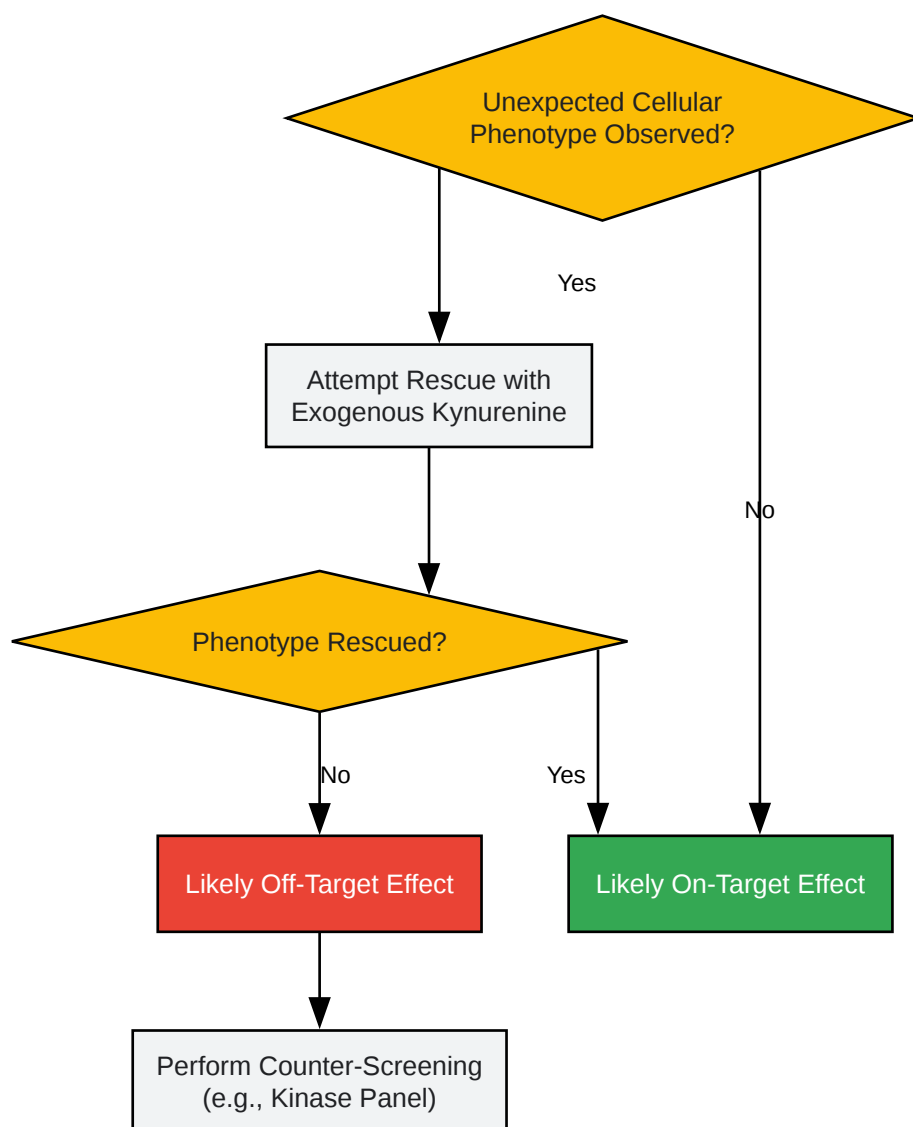 Unexpected Cellular
Phenotype Observed?
Yes
Attempt Rescue with
Exogenous Kynurenine
No
Phenotype Rescued?
No
Yes
Likely Off-Target Effect
Likely On-Target Effect
Perform Counter-Screening
(e.g., Kinase Panel)